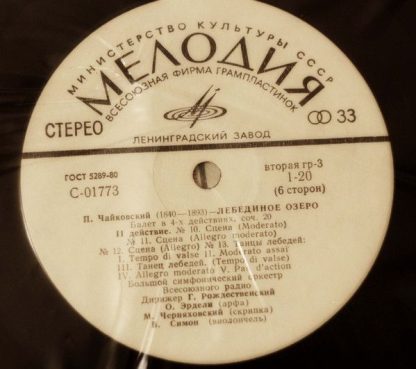 МИНИСТЕРСТВО КУЛЬТУРЫ СССР
МЕЛОДИЯ
ВСЕСОЮЗНАЯ ФИРМА ГРАМПЛАСТИНОК
СТЕРЕО
33
ЛЕНИНГРАДСКИЙ ЗАВОД
ГОСТ 5289-80
С-01773
вторая гр-3
1-20
(6 сторон)
П. Чайковский (1840—1893)—ЛЕБЕДИНОЕ ОЗЕРО
Балет в 4-х действиях, соч. 20
II действие. № 10. Сцена (Moderato)
№ 11. Сцена (Allegro moderato)
№ 12. Сцена (Allegro) № 13. Танцы лебедей:
I. Tempo di valse II. Moderato assai
III. Танец лебедей. (Tempo di valse)
IV. Allegro moderato V. Pas d'action
Большой симфонический оркестр
Всесоюзного радио
Дирижер Г. Рождественский
О. Эрдели (арфа)
М. Черняховский (скрипка)
Б. Симон (виолончель)